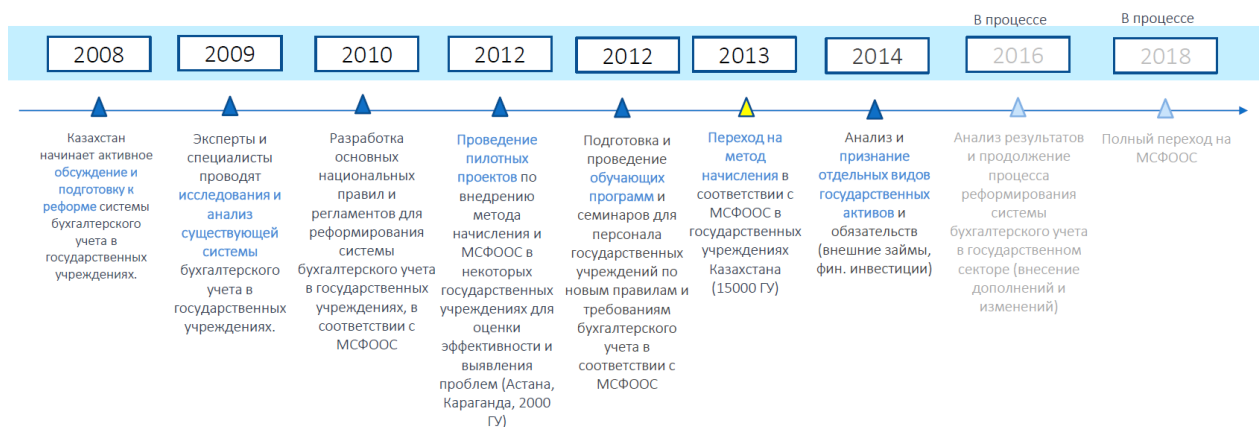 В процессе
В процессе
2008
2009
2010
2012
2012
2013
2014
2016
2018
Казахстан
начинает активное
обсуждение и
подготовку к
реформе системы
бухгалтерского
учета в
государственных
учреждениях.
Эксперты и
специалисты
проводят
исследования и
анализ
существующей
системы
бухгалтерского
учета в
государственных
учреждениях.
Разработка
основных
национальных
правил и
регламентов для
реформирования
системы
бухгалтерского учета
в государственных
учреждениях, в
соответствии с
МСФООС
Проведение
пилотных
проектов по
внедрению
метода
начисления и
МСФООС в
некоторых
государственных
учреждениях для
оценки
эффективности и
выявления
проблем (Астана,
Караганда, 2000
ГУ)
Подготовка и
проведение
обучающих
программ и
семинаров для
персонала
государственных
учреждений по
новым правилам и
требованиям
бухгалтерского
учета в
соответствии с
МСФООС
Переход на
метод
начисления в
соответствии с
МСФООС в
государственных
учреждениях
Казахстана
(15000 ГУ)
Анализ и
признание
отдельных видов
государственных
активов и
обязательств
(внешние займы,
фин. инвестиции)
Анализ результатов
и продолжение
процесса
реформирования
системы
бухгалтерского учета
в государственном
секторе (внесение
дополнений и
изменений)
Полный переход на
МСФООС